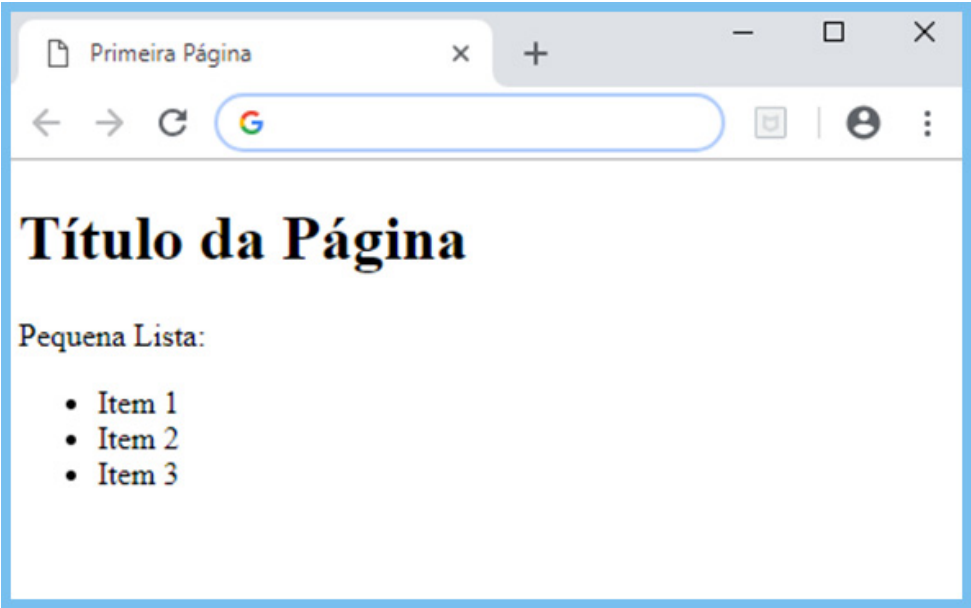 Primeira Página
Título da Página
Pequena Lista:
Item 1
Item 2
Item 3